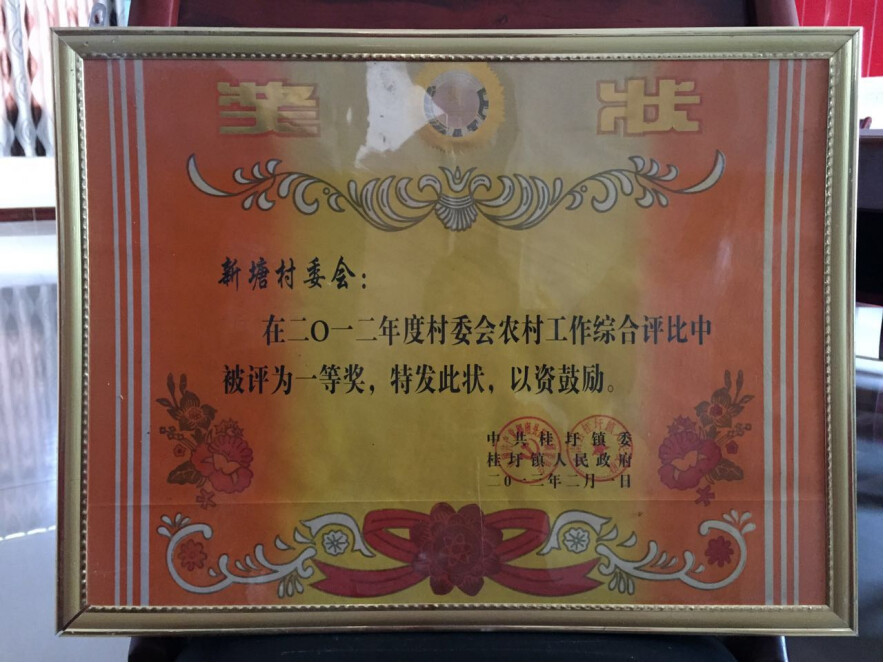 奖状
新塘村委会：
在二O一二年度村委会农村工作综合评比中
被评为一等奖，特发此状，以资鼓励。
中共桂圩镇委
桂圩镇人民政府
二O一二年二月一日